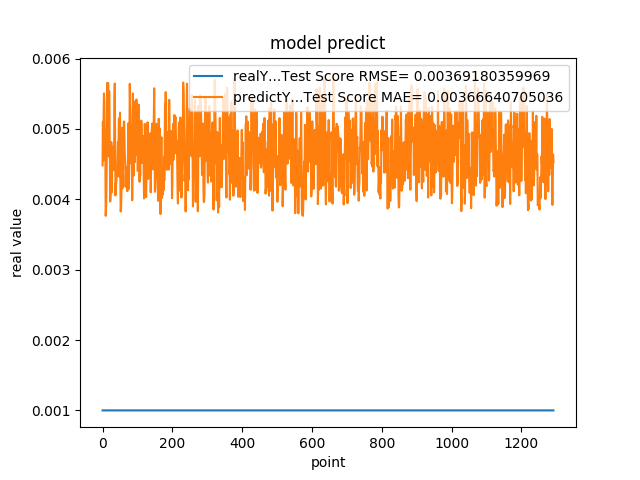 model predict
realY...Test Score RMSE= 0.00369180359969
predictY...Test Score MAE= 0.00366640705036
0.006
0.005
0.004
0.003
0.002
0.001
real value
0 200 400 600 800 1000 1200
point